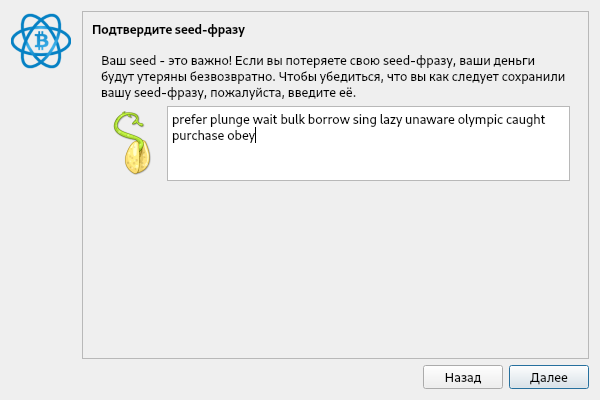 Подтвердите seed-фразу
Ваш seed - это важно! Если вы потеряете свою seed-фразу, ваши деньги
будут утеряны безвозвратно. Чтобы убедиться, что вы как следует сохранили
вашу seed-фразу, пожалуйста, введите её.
prefer plunge wait bulk borrow sing lazy unaware olympic caught
purchase obey
Назад
Далее